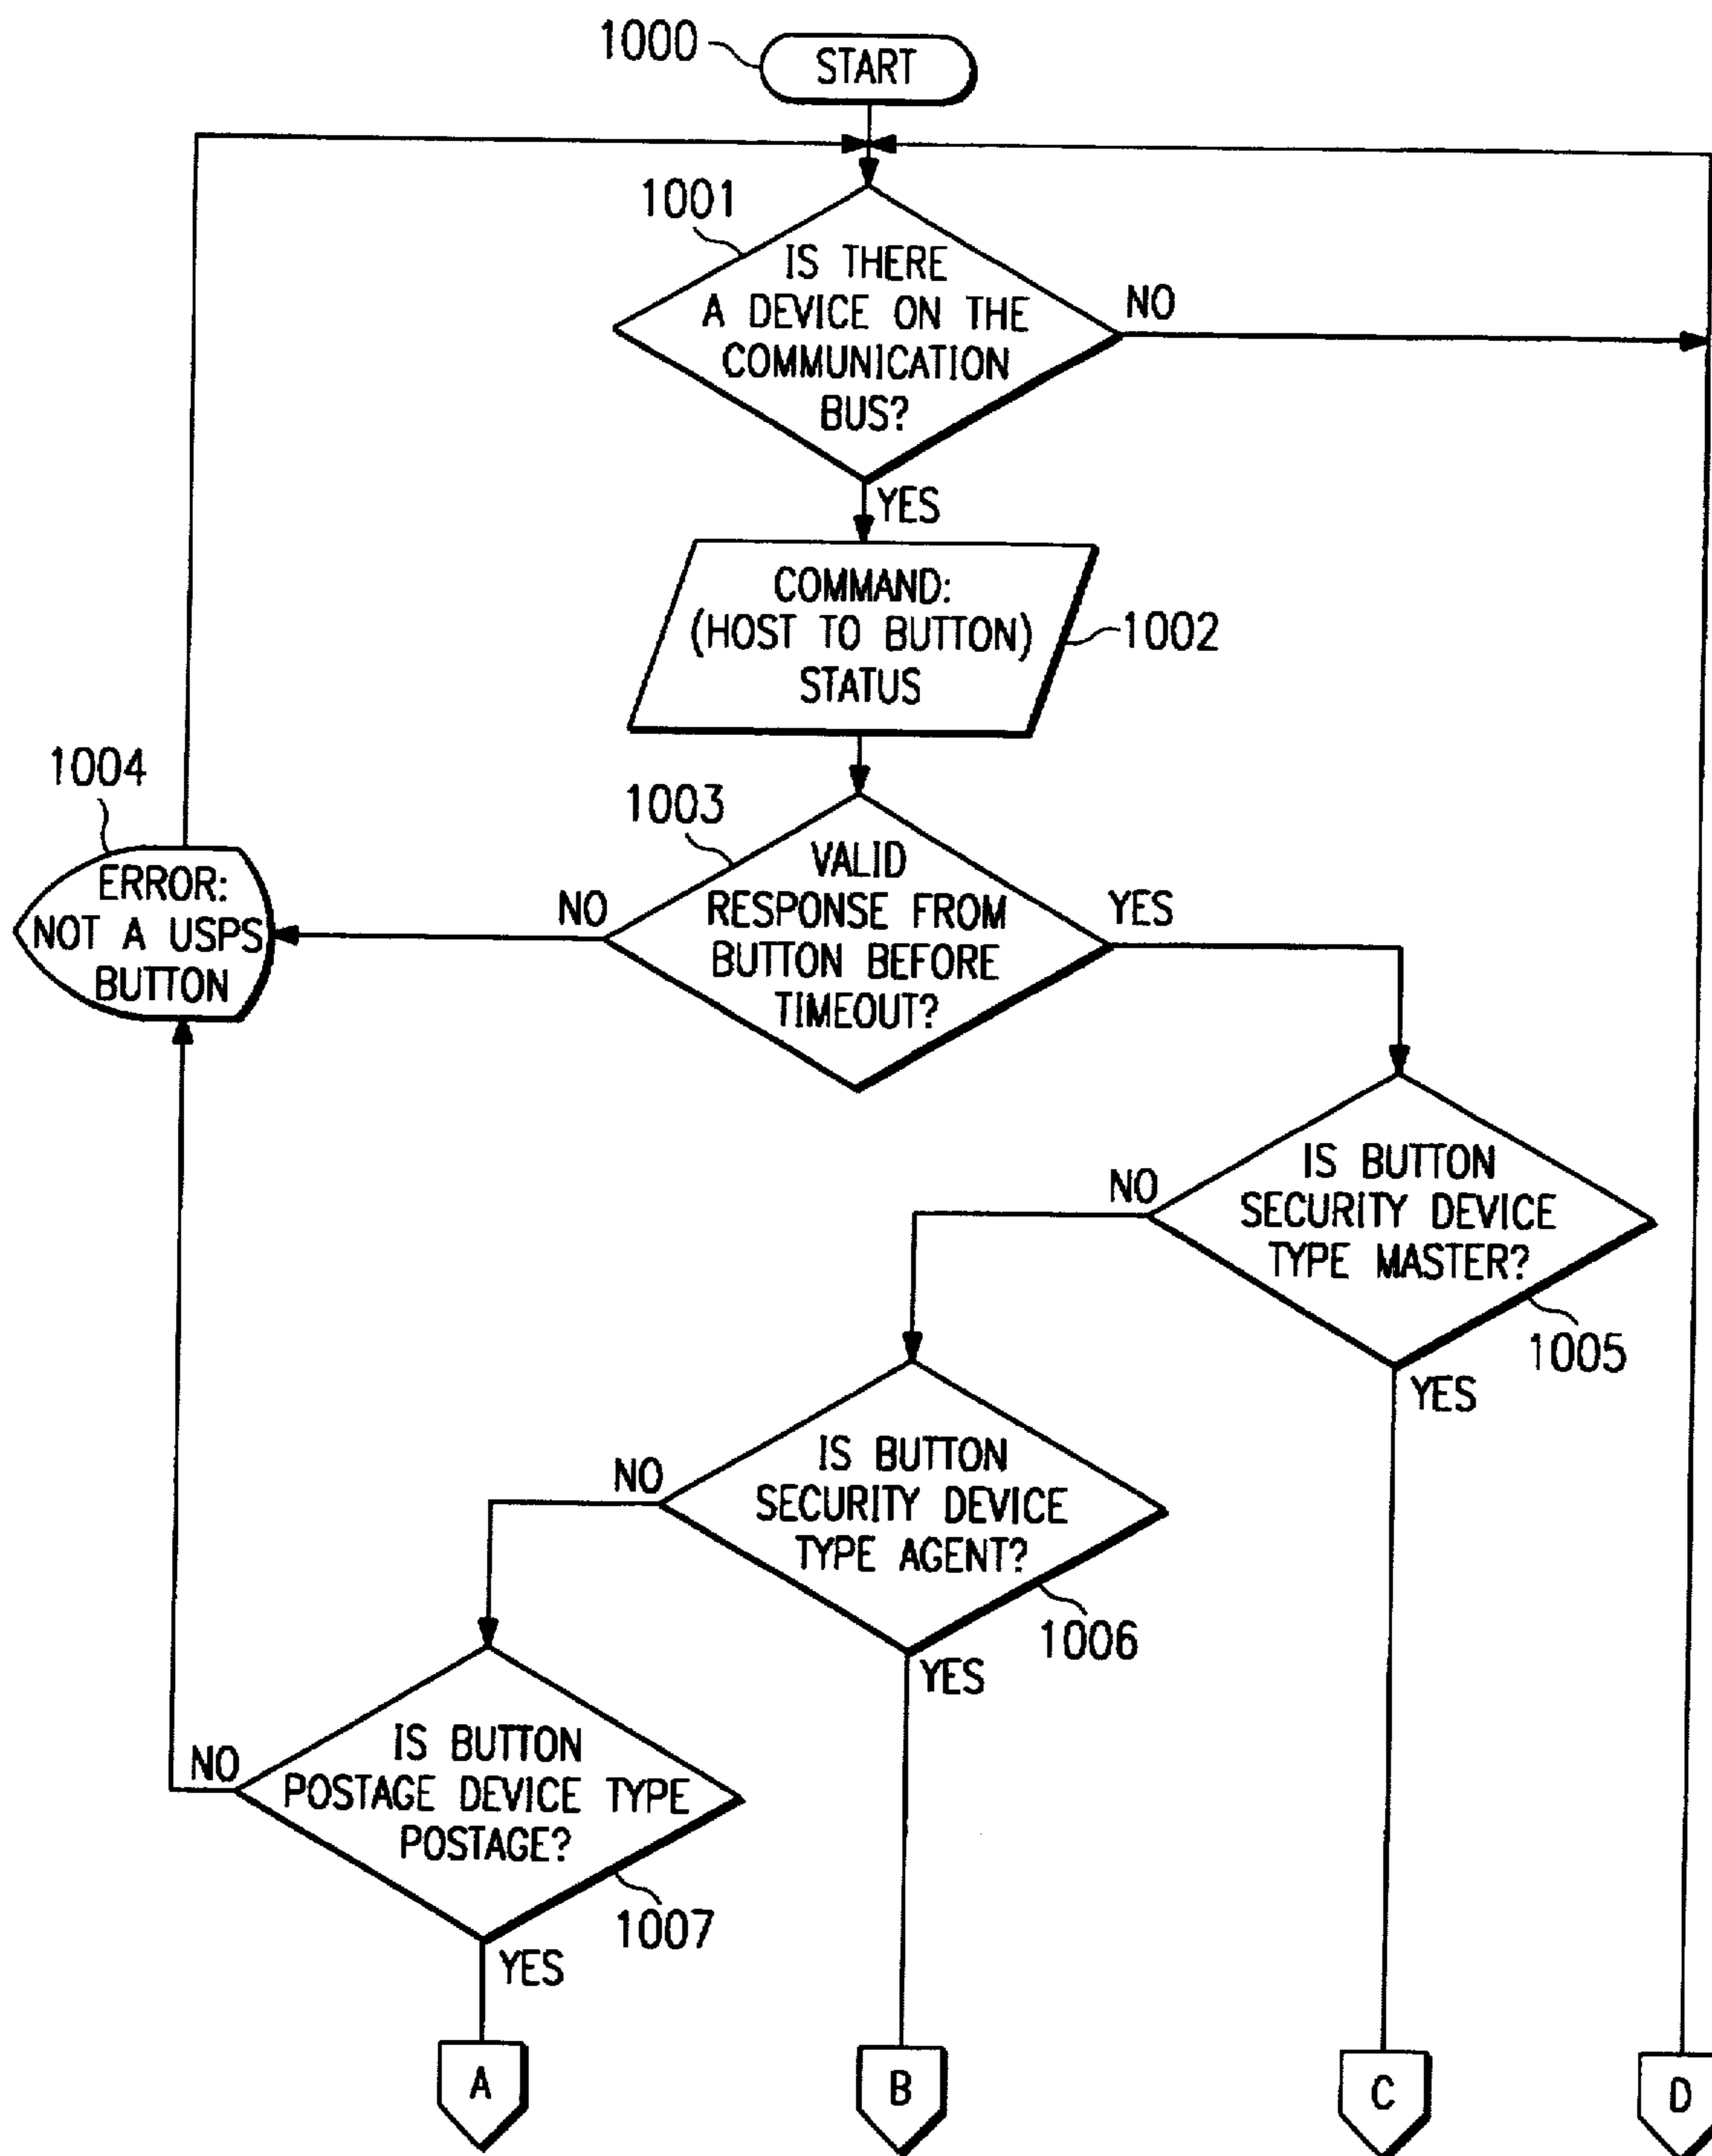 1000
START
1001
IS THERE
A DEVICE ON THE
COMMUNICATION
BUS?
NO
YES
COMMAND:
(HOST TO BUTTON)
STATUS
1002
1004
ERROR:
NOT A USPS
BUTTON
1003
NO
VALID
RESPONSE FROM
BUTTON BEFORE
TIMEOUT?
YES
NO
IS BUTTON
SECURITY DEVICE
TYPE MASTER?
1005
YES
NO
IS BUTTON
SECURITY DEVICE
TYPE AGENT?
1006
YES
NO
IS BUTTON
POSTAGE DEVICE TYPE
POSTAGE?
1007
YES
A
B
C
D